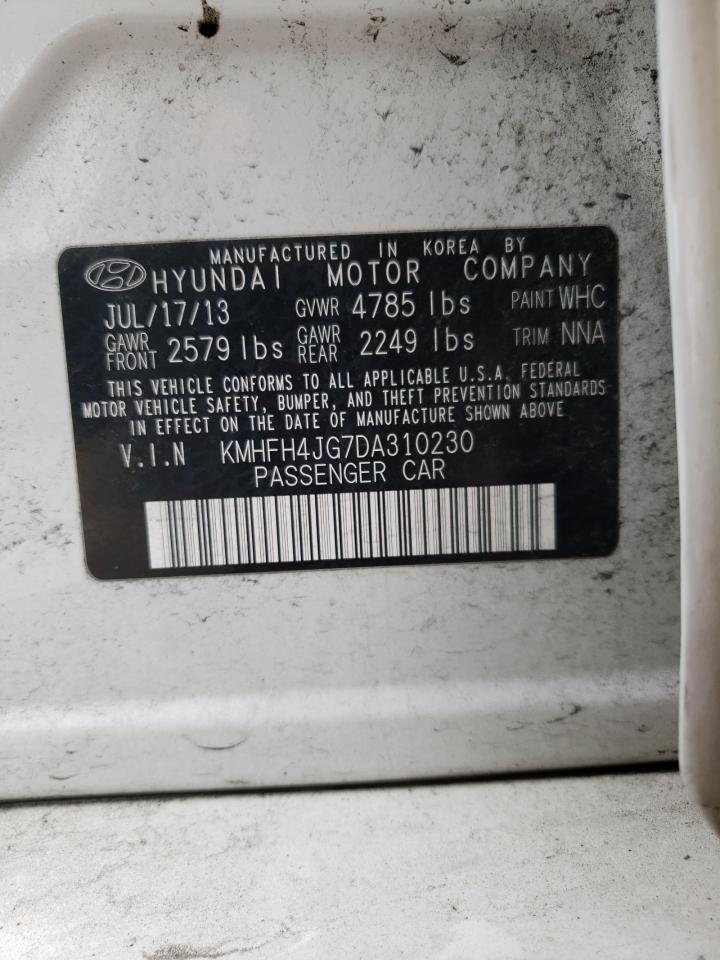 MANUFACTURED IN KOREA BY
HYUNDAI MOTOR COMPANY
JUL/17/13 GVWR 4785 lbs PAINT WHC
GAWR FRONT 2579 lbs GAWR REAR 2249 lbs TRIM NNA
THIS VEHICLE CONFORMS TO ALL APPLICABLE U.S.A. FEDERAL
MOTOR VEHICLE SAFETY, BUMPER, AND THEFT PREVENTION STANDARDS
IN EFFECT ON THE DATE OF MANUFACTURE SHOWN ABOVE
V.I.N KMHFH4JG7DA310230
PASSENGER CAR